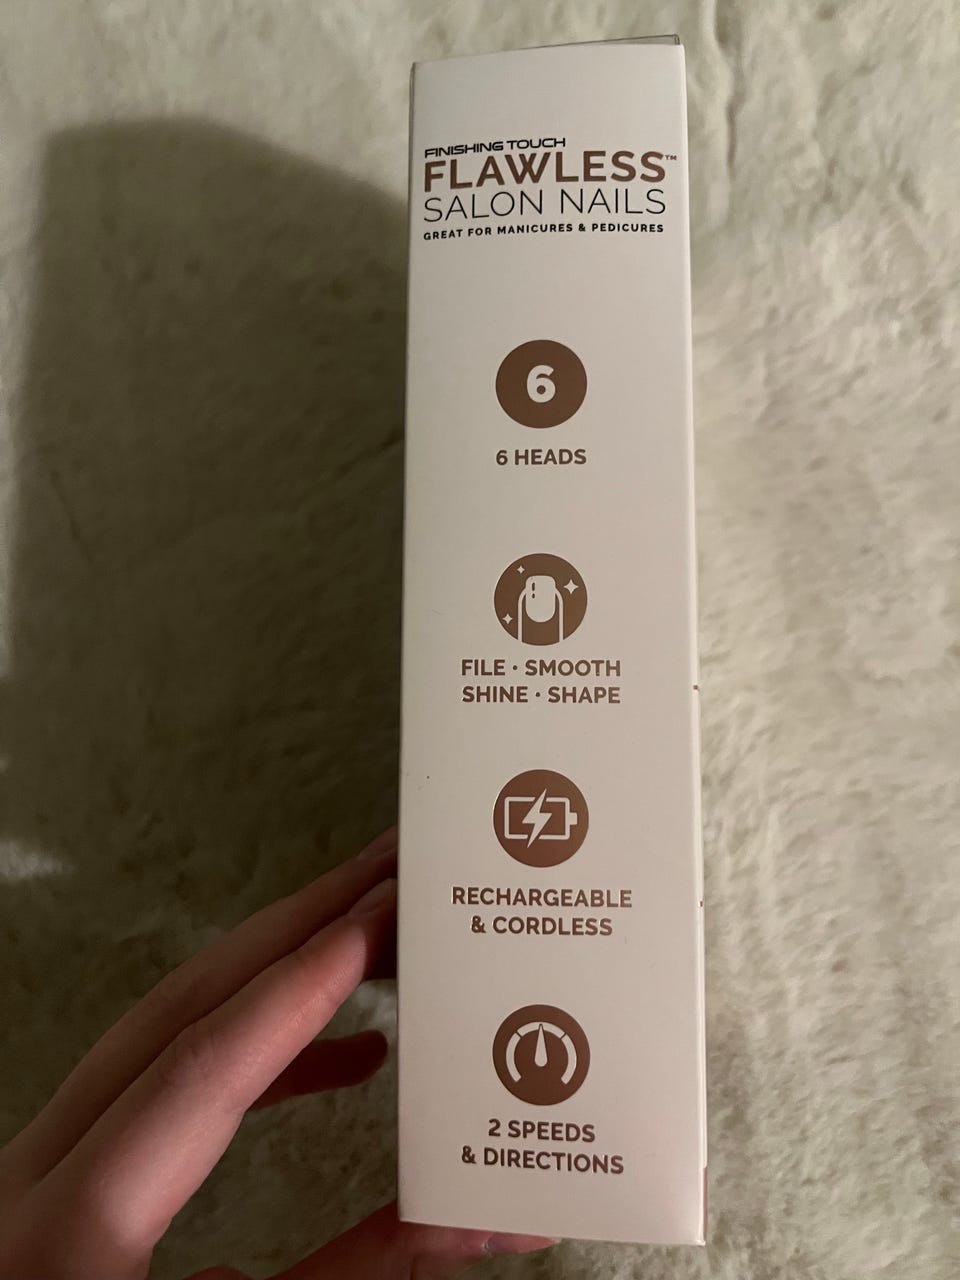 FINISHING TOUCH
FLAWLESS™
SALON NAILS
GREAT FOR MANICURES & PEDICURES
6
6 HEADS
FILE • SMOOTH
SHINE • SHAPE
RECHARGEABLE
& CORDLESS
2 SPEEDS
& DIRECTIONS